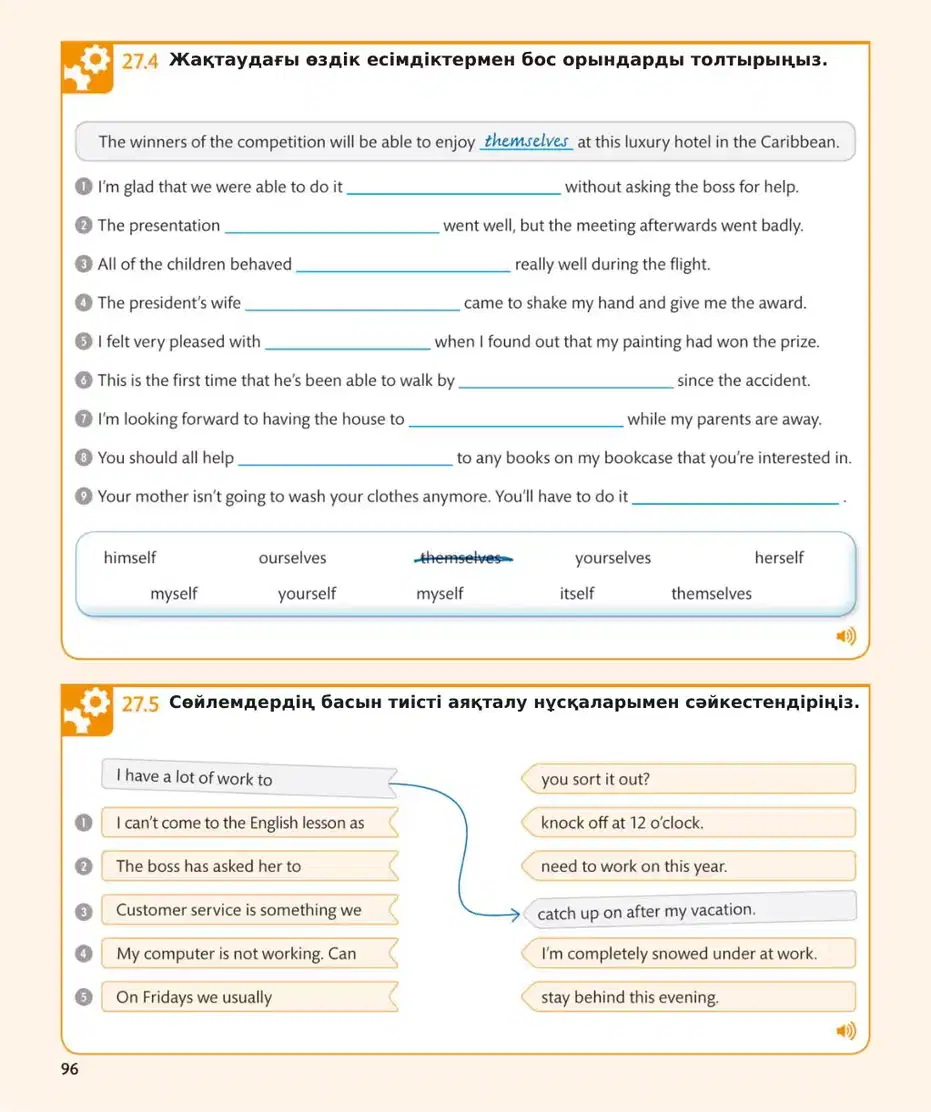 27.4 Жақтаудағы өздік есімдіктермен бос орындарды толтырыңыз.
The winners of the competition will be able to enjoy themselves at this luxury hotel in the Caribbean.
1 I'm glad that we were able to do it ____ without asking the boss for help.
2 The presentation ____ went well, but the meeting afterwards went badly.
3 All of the children behaved ____ really well during the flight.
4 The president's wife ____ came to shake my hand and give me the award.
5 I felt very pleased with ____ when I found out that my painting had won the prize.
6 This is the first time that he's been able to walk by ____ since the accident.
7 I'm looking forward to having the house to ____ while my parents are away.
8 You should all help ____ to any books on my bookcase that you're interested in.
9 Your mother isn't going to wash your clothes anymore. You'll have to do it ____ .
himself ourselves themselves yourselves herself
myself yourself myself itself themselves
27.5 Сөйлемдердің басын тиісті аяқталу нұсқаларымен сәйкестендіріңіз.
I have a lot of work to you sort it out?
1 I can't come to the English lesson as knock off at 12 o'clock.
2 The boss has asked her to need to work on this year.
3 Customer service is something we catch up on after my vacation.
4 My computer is not working. Can I'm completely snowed under at work.
5 On Fridays we usually stay behind this evening.
96